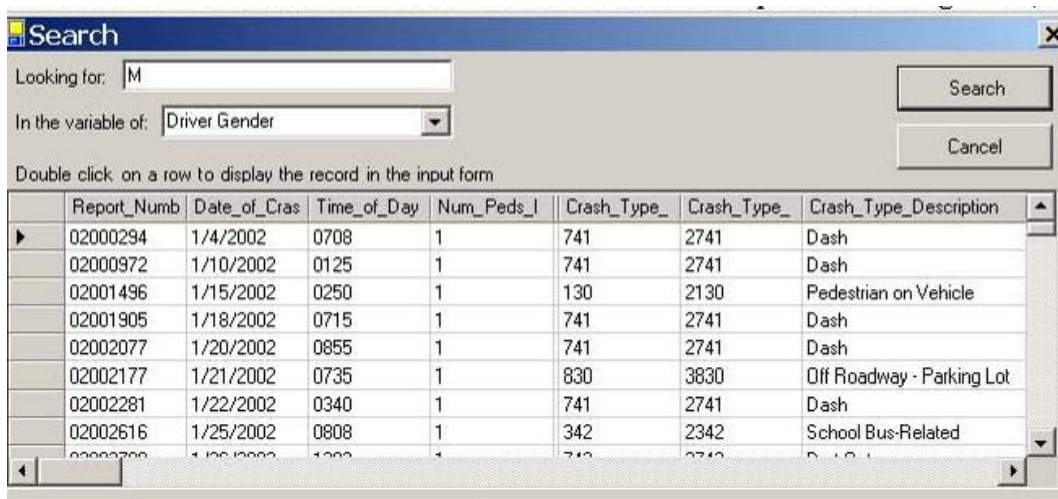 Search
Looking for: M
Search
In the variable of: Driver Gender
Cancel
Double click on a row to display the record in the input form
Report_Numb Date_of_Cras Time_of_Day Num_Peds_I Crash_Type_ Crash_Type_ Crash_Type_Description
02000294 1/4/2002 0708 1 741 2741 Dash
02000972 1/10/2002 0125 1 741 2741 Dash
02001496 1/15/2002 0250 1 130 2130 Pedestrian on Vehicle
02001905 1/18/2002 0715 1 741 2741 Dash
02002077 1/20/2002 0855 1 741 2741 Dash
02002177 1/21/2002 0735 1 830 3830 Off Roadway - Parking Lot
02002281 1/22/2002 0340 1 741 2741 Dash
02002616 1/25/2002 0808 1 342 2342 School Bus-Related